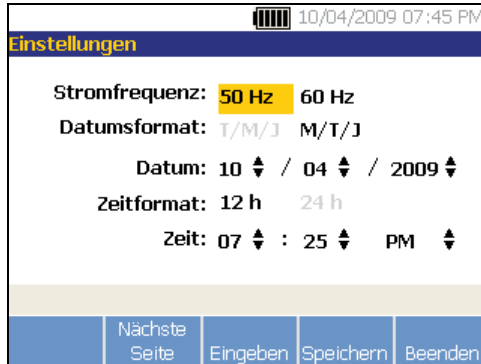 10/04/2009 07:45 PM
Einstellungen
Stromfrequenz: 50 Hz 60 Hz
Datumsformat: T/M/J M/T/J
Datum: 10 / 04 / 2009
Zeitformat: 12 h 24 h
Zeit: 07 : 25 PM
Nächste Seite Eingeben Speichern Beenden